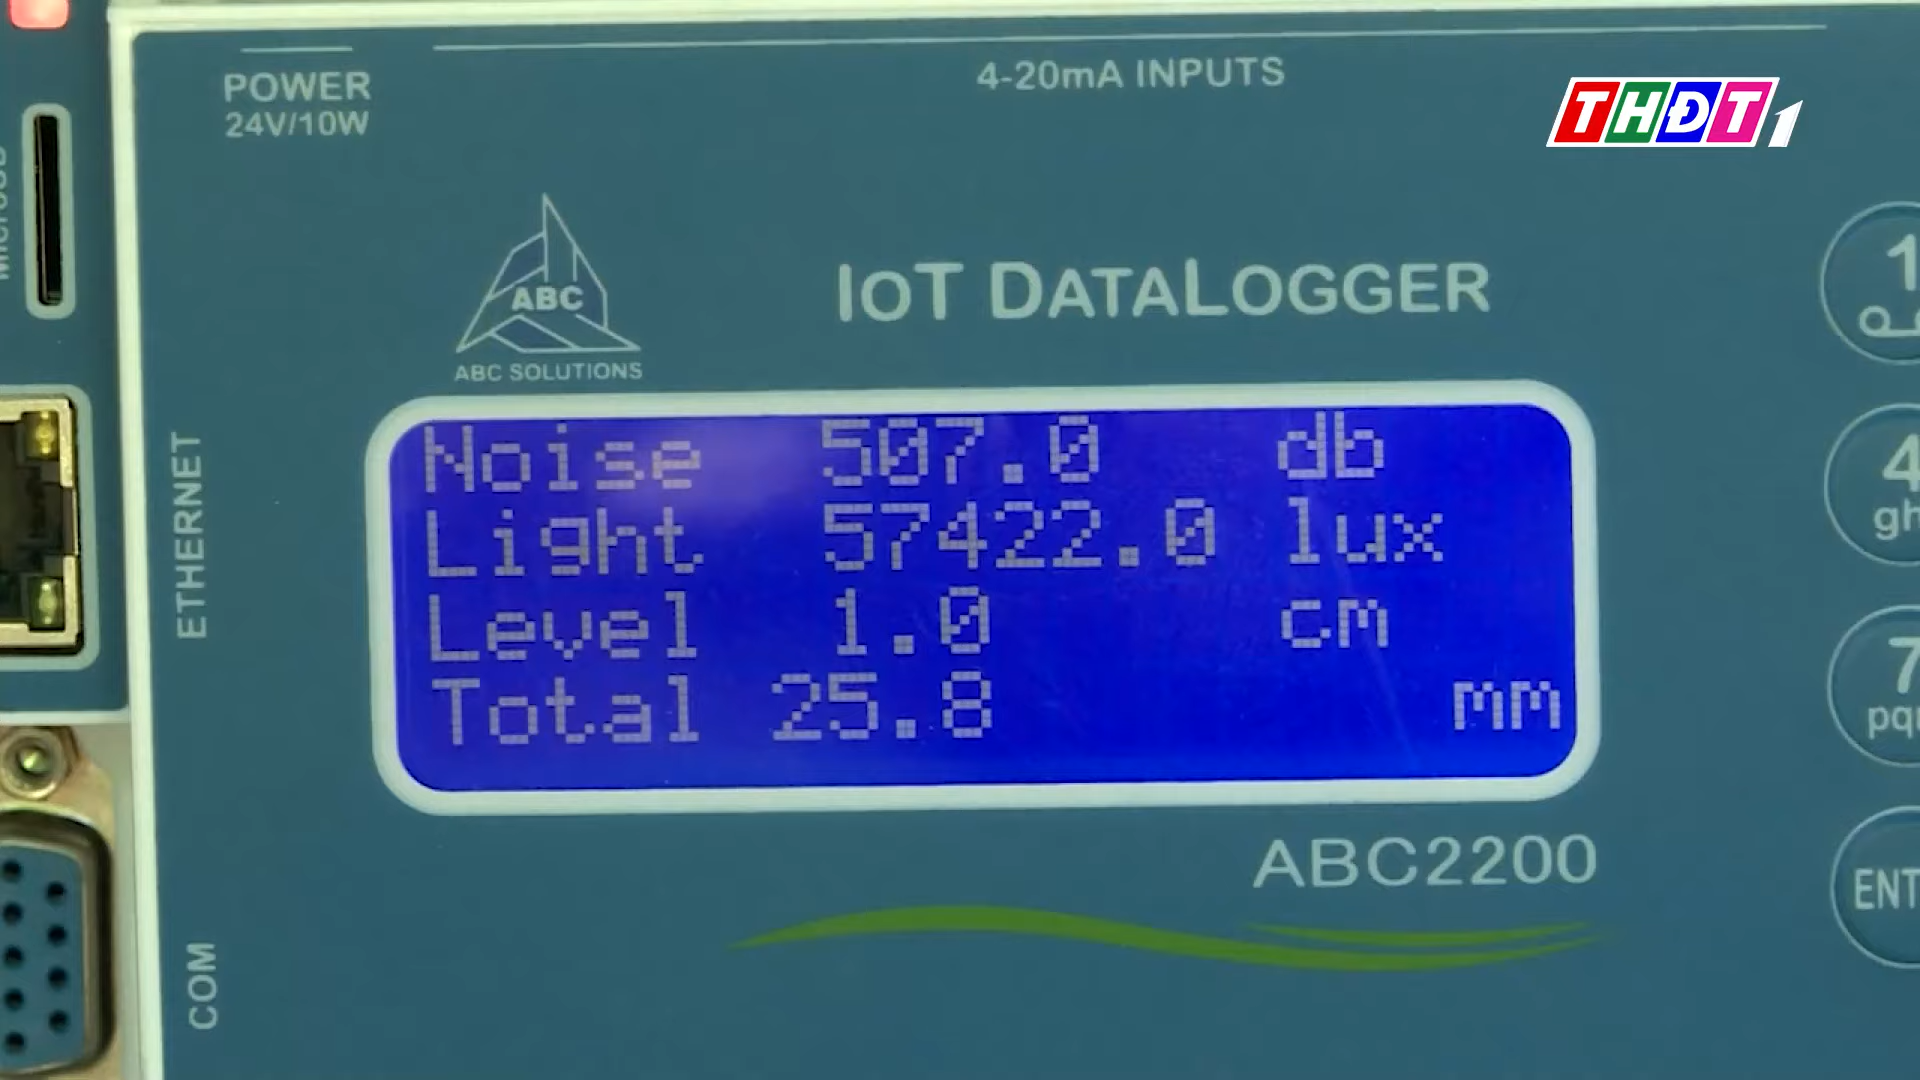 POWER
24V/10W
4-20mA INPUTS
THĐT1
MicroSD
ABC
ABC SOLUTIONS
IoT DATALOGGER
1
ETHERNET
Noise 507.0 db
Light 57422.0 lux
Level 1.0 cm
Total 25.8 mm
4
gh
7
pq
ABC2200
ENT
COM